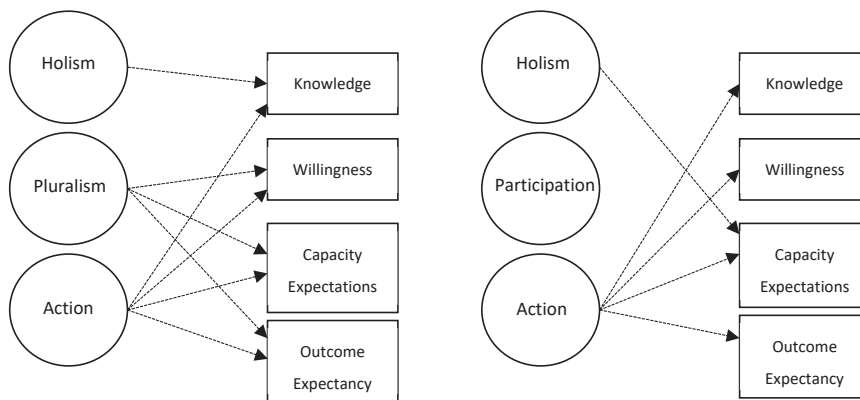 Holism
Knowledge
Pluralism
Willingness
Action
Capacity
Expectations
Outcome
Expectancy
Holism
Knowledge
Participation
Willingness
Action
Capacity
Expectations
Outcome
Expectancy